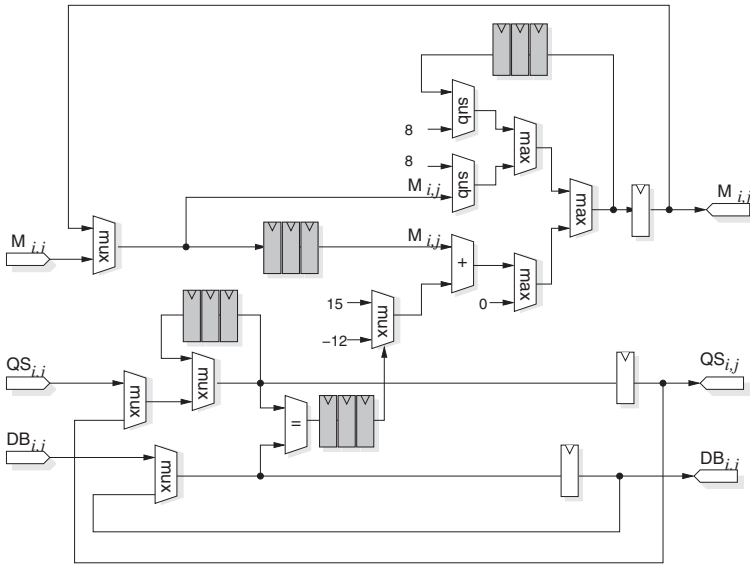 8
sub
max
8
M i,j
sub
max
M i,j
M i,j
mux
M i,j
+
max
15
0
mux
-12
QS i,j
mux
QS i,j
mux
DB i,j
=
mux
DB i,j